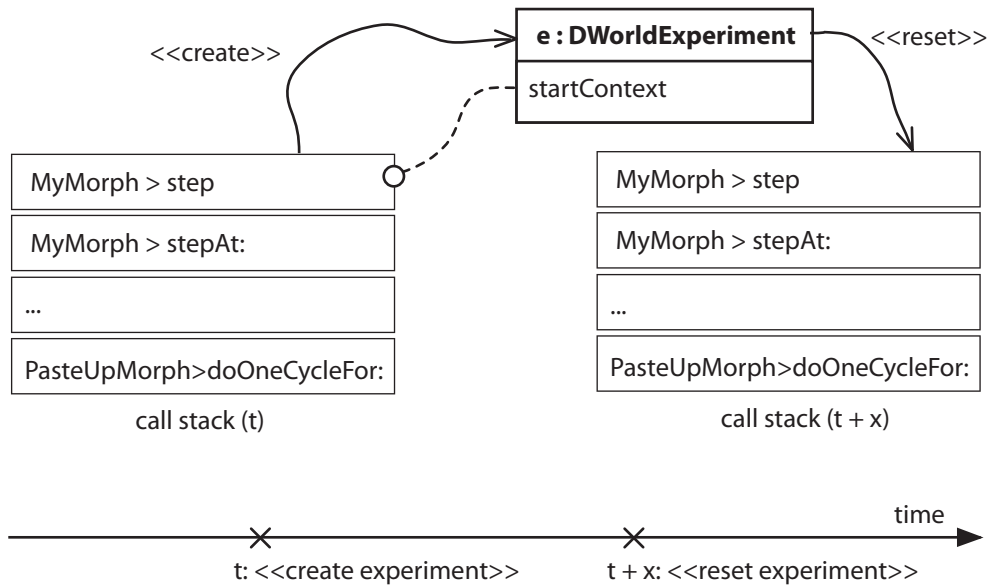 e : DWorldExperiment
<<create>>
<<reset>>
startContext
MyMorph > step
MyMorph > stepAt:
...
PasteUpMorph>doOneCycleFor:
call stack (t)
MyMorph > step
MyMorph > stepAt:
...
PasteUpMorph>doOneCycleFor:
call stack (t + x)
time
t: <<create experiment>>
t + x: <<reset experiment>>